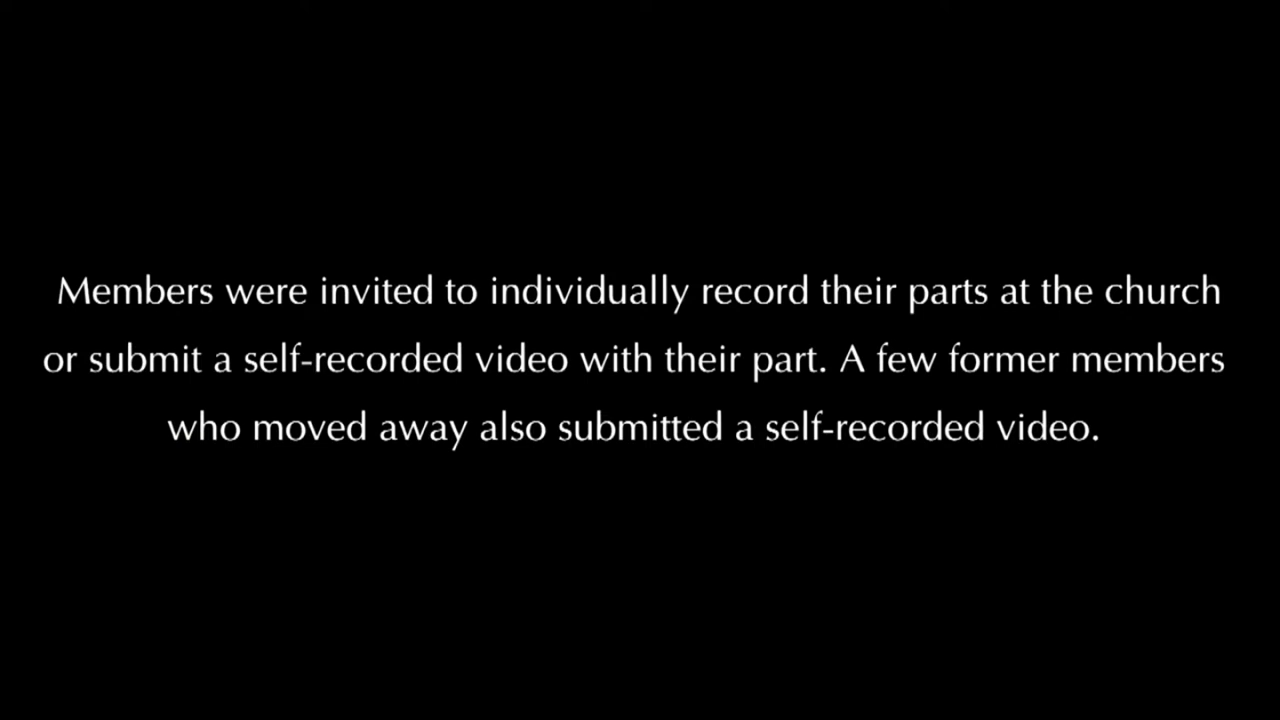 Members were invited to individually record their parts at the church
or submit a self-recorded video with their part. A few former members
who moved away also submitted a self-recorded video.